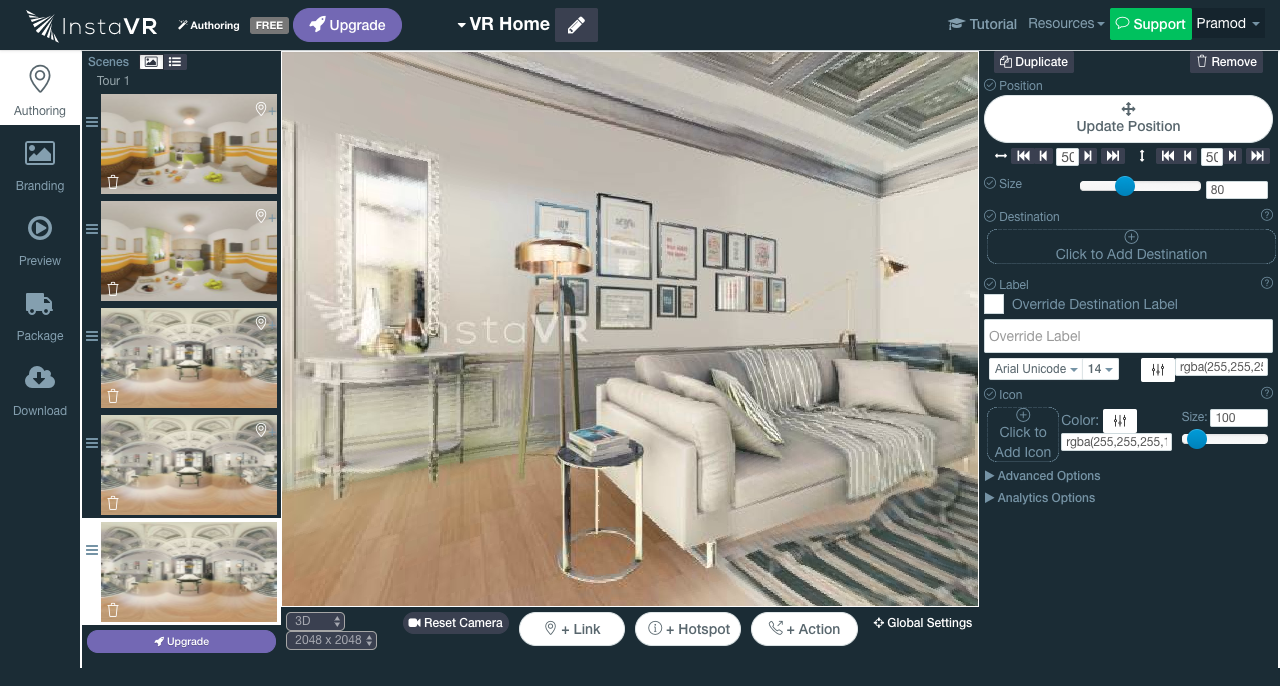 InstaVR
Authoring
FREE
Upgrade
VR Home
Tutorial
Resources
Support
Pramod
Scenes
Tour 1
Authoring
Branding
Preview
Package
Download
Upgrade
InstaVR
3D
2048 x 2048
Reset Camera
+ Link
+ Hotspot
+ Action
Global Settings
Duplicate
Remove
Position
Update Position
50
50
Size
80
Destination
Click to Add Destination
Label
Override Destination Label
Override Label
Arial Unicode
14
rgba(255,255,25
Icon
Click to
Add Icon
Color:
rgba(255,255,255,1
Size:
100
Advanced Options
Analytics Options